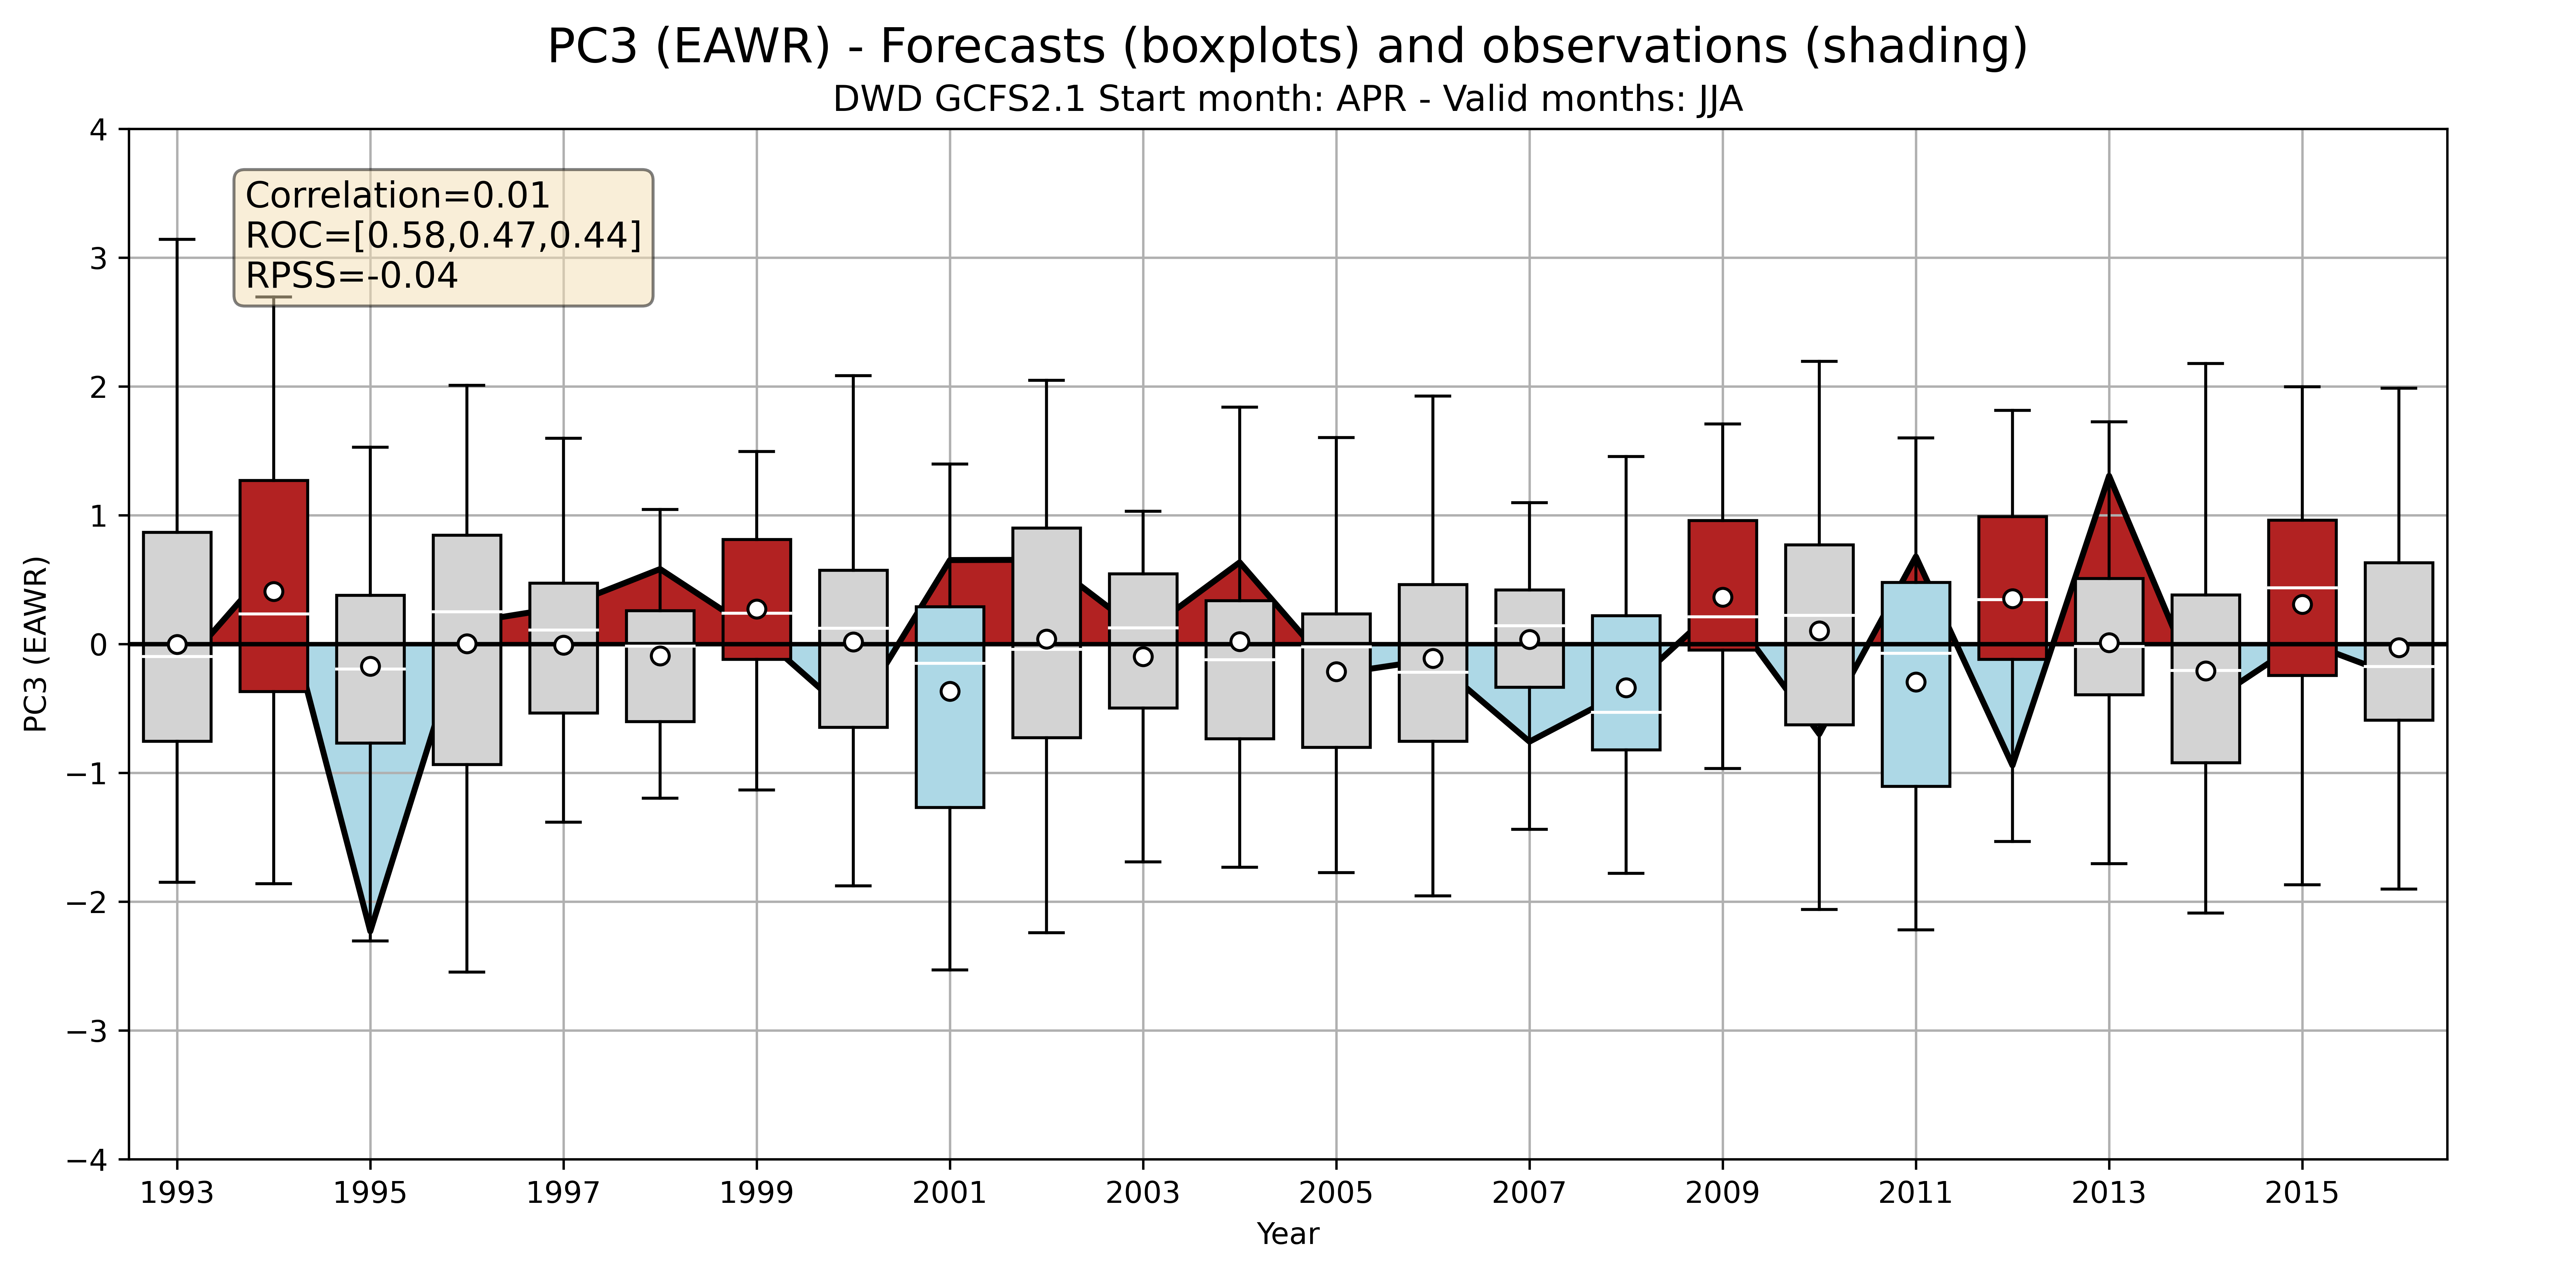 PC3 (EAWR) - Forecasts (boxplots) and observations (shading)
DWD GCFS2.1 Start month: APR - Valid months: JJA
Correlation=0.01
ROC=[0.58,0.47,0.44]
RPSS=-0.04
PC3 (EAWR)
4
3
2
1
0
−1
−2
−3
−4
1993 1995 1997 1999 2001 2003 2005 2007 2009 2011 2013 2015
Year